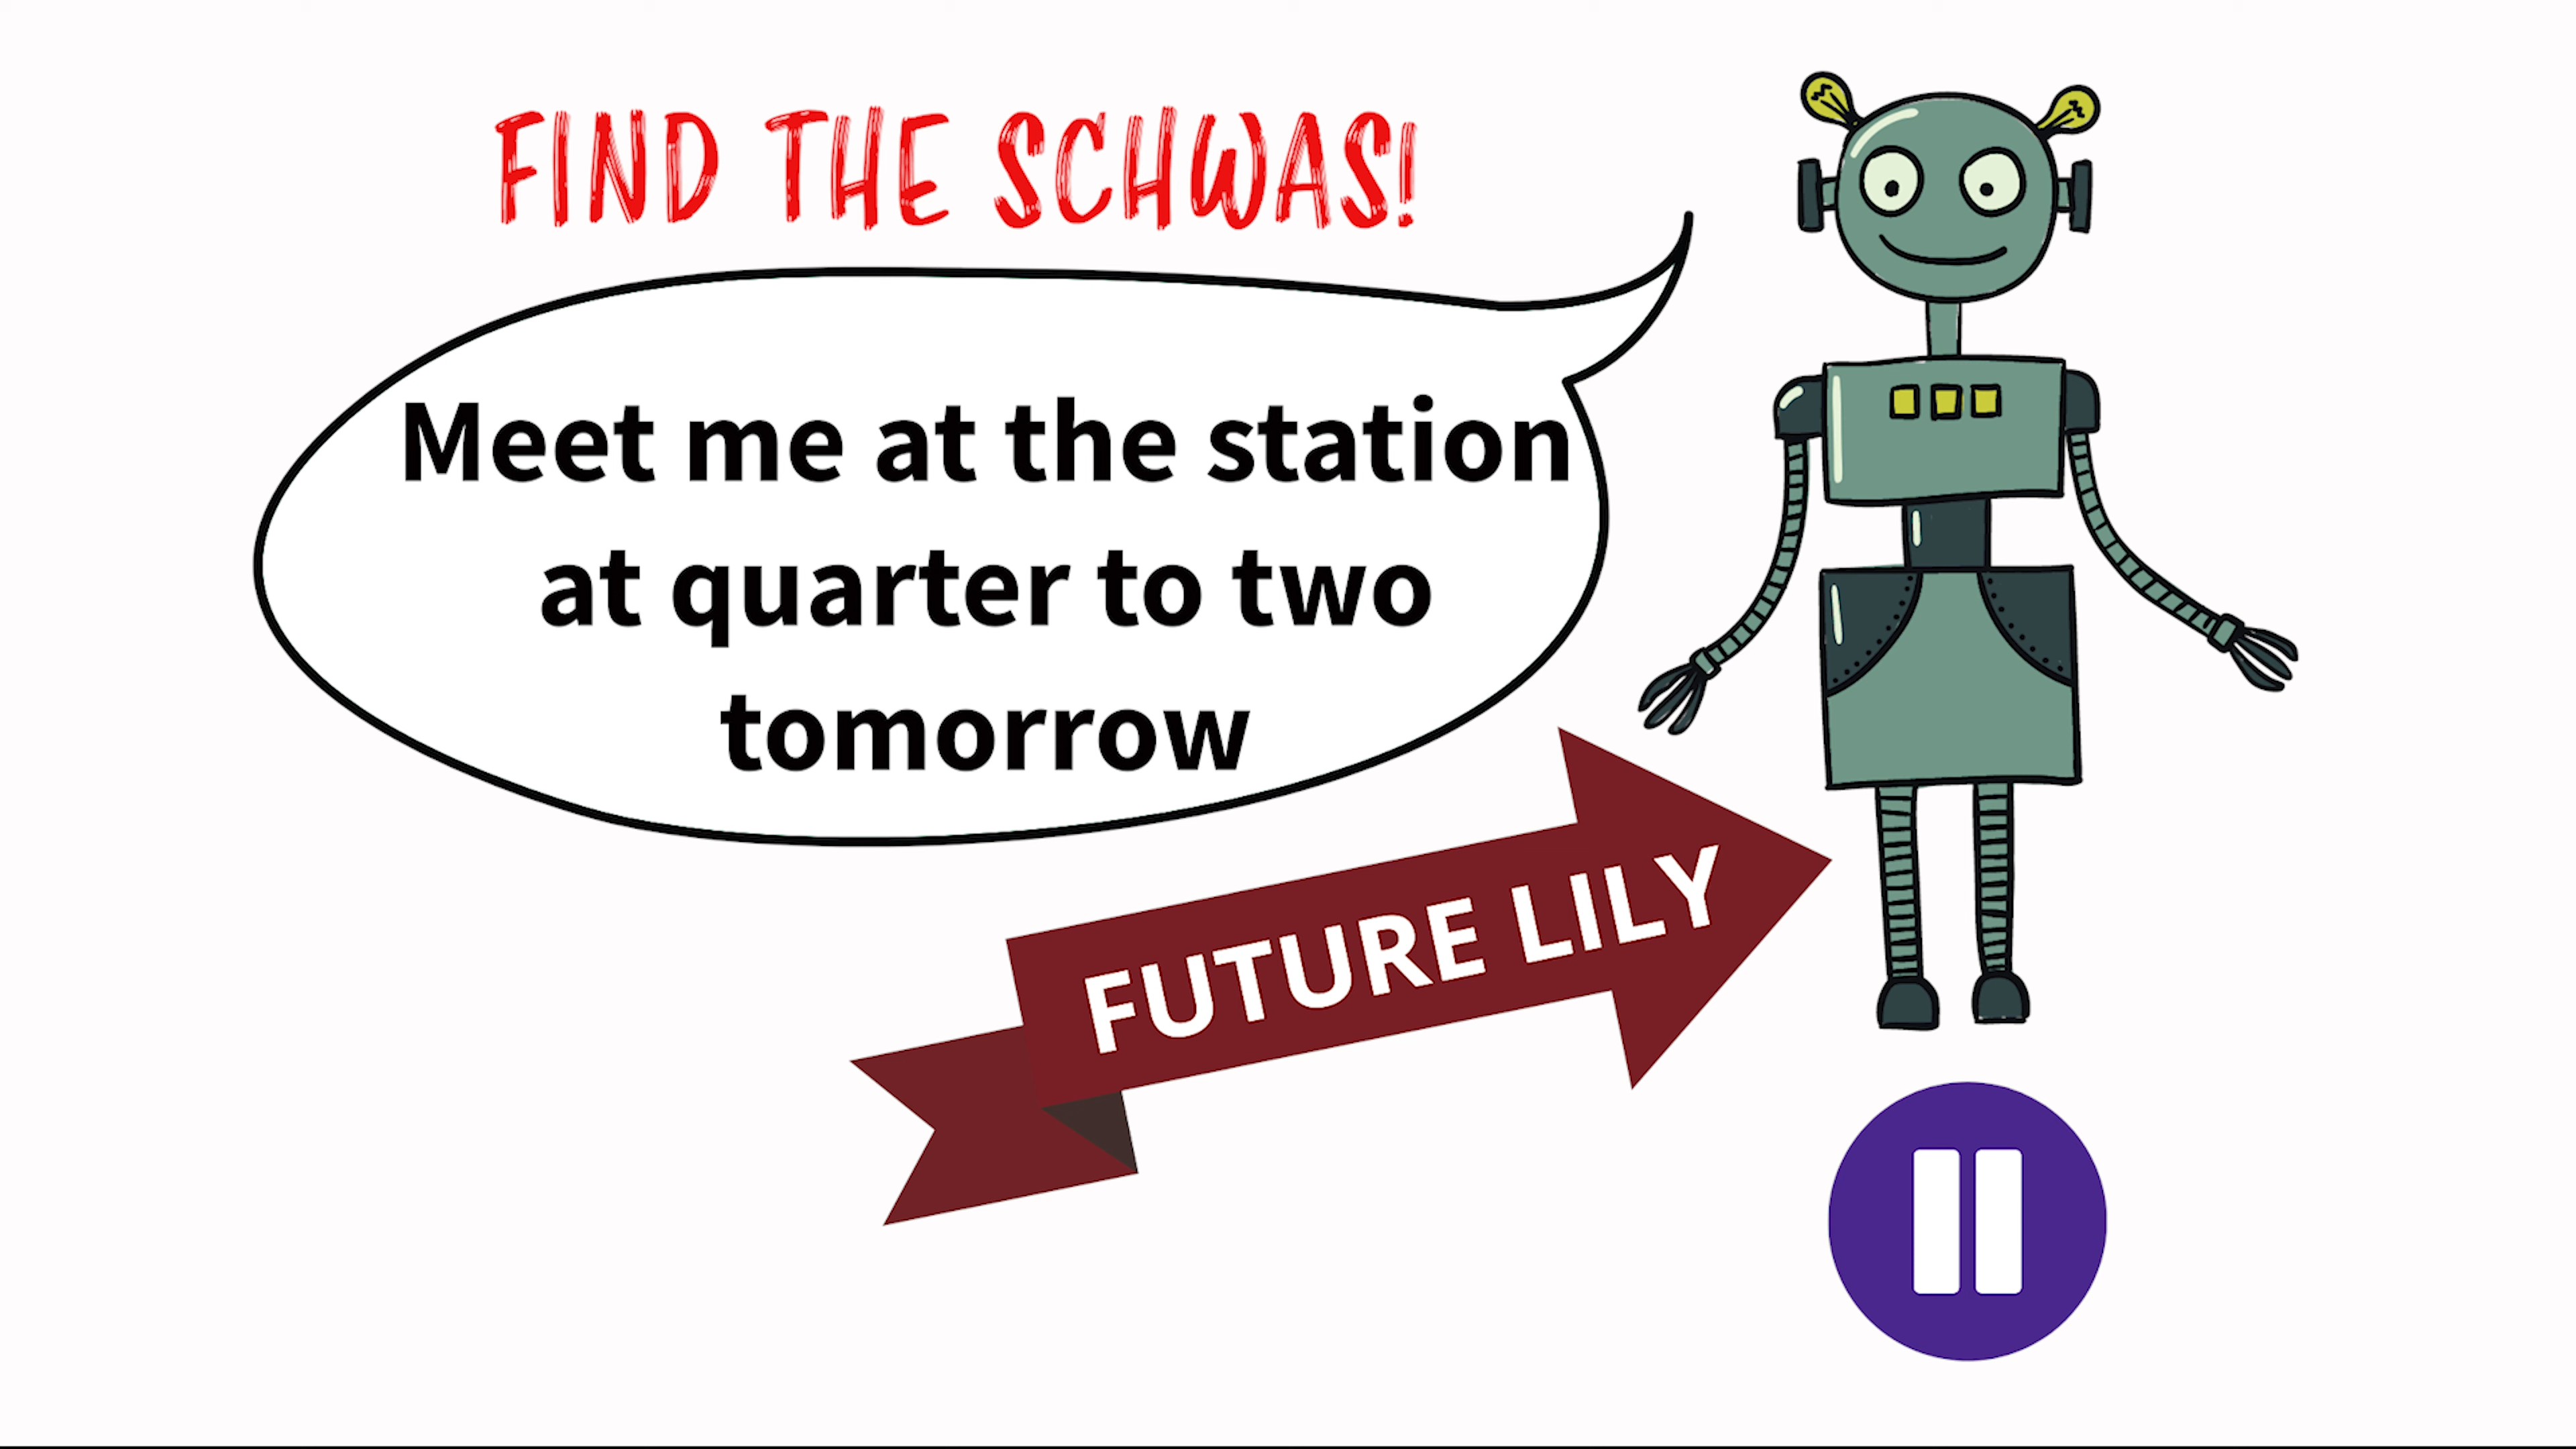 FIND THE SCHWAS!
Meet me at the station
at quarter to two
tomorrow
FUTURE LILY